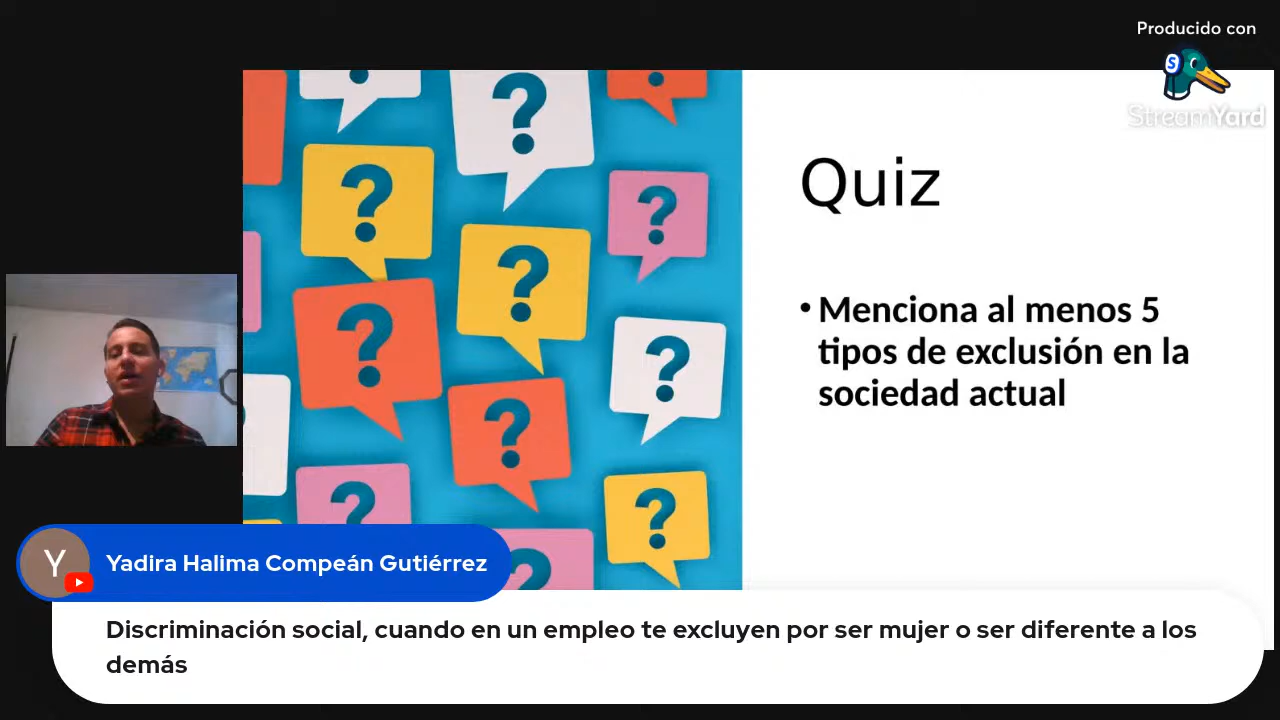 Producido con
S
StreamYard
Quiz
• Menciona al menos 5
tipos de exclusión en la
sociedad actual
? ? ? ? ? ? ? ? ? ? ?
Y
Yadira Halima Compeán Gutiérrez
Discriminación social, cuando en un empleo te excluyen por ser mujer o ser diferente a los
demás